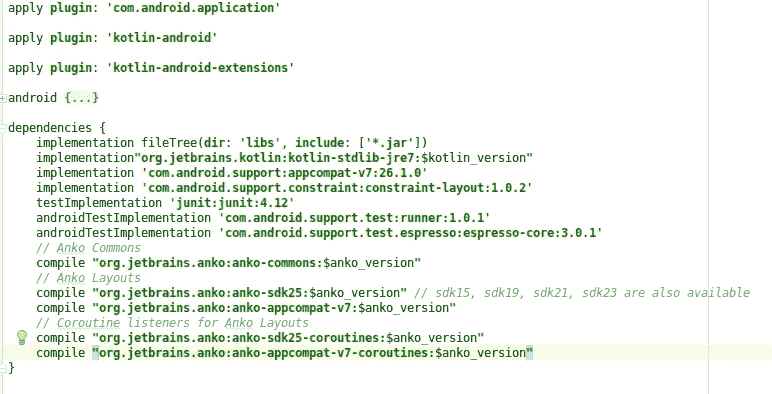 apply plugin: 'com.android.application'
apply plugin: 'kotlin-android'
apply plugin: 'kotlin-android-extensions'
android {...}
dependencies {
    implementation fileTree(dir: 'libs', include: ['*.jar'])
    implementation"org.jetbrains.kotlin:kotlin-stdlib-jre7:$kotlin_version"
    implementation 'com.android.support:appcompat-v7:26.1.0'
    implementation 'com.android.support.constraint:constraint-layout:1.0.2'
    testImplementation 'junit:junit:4.12'
    androidTestImplementation 'com.android.support.test:runner:1.0.1'
    androidTestImplementation 'com.android.support.test.espresso:espresso-core:3.0.1'
    // Anko Commons
    compile "org.jetbrains.anko:anko-commons:$anko_version"
    // Anko Layouts
    compile "org.jetbrains.anko:anko-sdk25:$anko_version" // sdk15, sdk19, sdk21, sdk23 are also available
    compile "org.jetbrains.anko:anko-appcompat-v7:$anko_version"
    // Coroutine listeners for Anko Layouts
    compile "org.jetbrains.anko:anko-sdk25-coroutines:$anko_version"
    compile "org.jetbrains.anko:anko-appcompat-v7-coroutines:$anko_version"
}